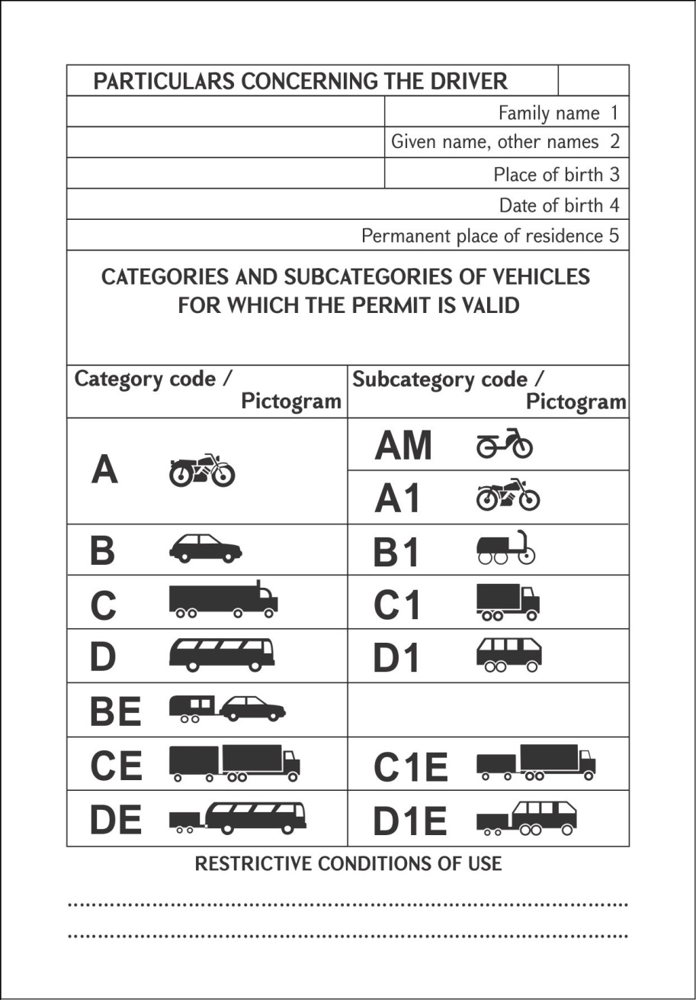 PARTICULARS CONCERNING THE DRIVER
Family name 1
Given name, other names 2
Place of birth 3
Date of birth 4
Permanent place of residence 5
CATEGORIES AND SUBCATEGORIES OF VEHICLES
FOR WHICH THE PERMIT IS VALID
Category code /
Pictogram
Subcategory code /
Pictogram
A
AM
A1
B
B1
C
C1
D
D1
BE
CE
C1E
DE
D1E
RESTRICTIVE CONDITIONS OF USE